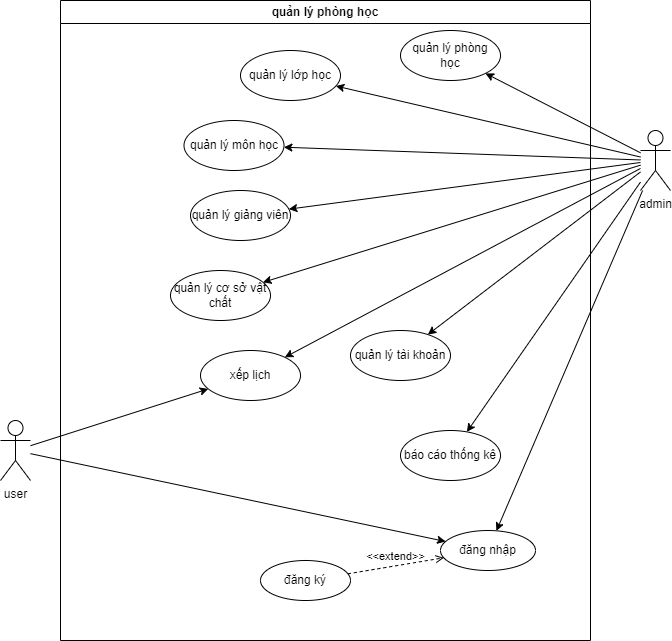 quản lý phòng học
quản lý phòng
học
quản lý lớp học
quản lý môn học
admin
quản lý giảng viên
quản lý cơ sở vật
chất
quản lý tài khoản
xếp lịch
báo cáo thống kê
user
đăng nhập
<<extend>>
đăng ký